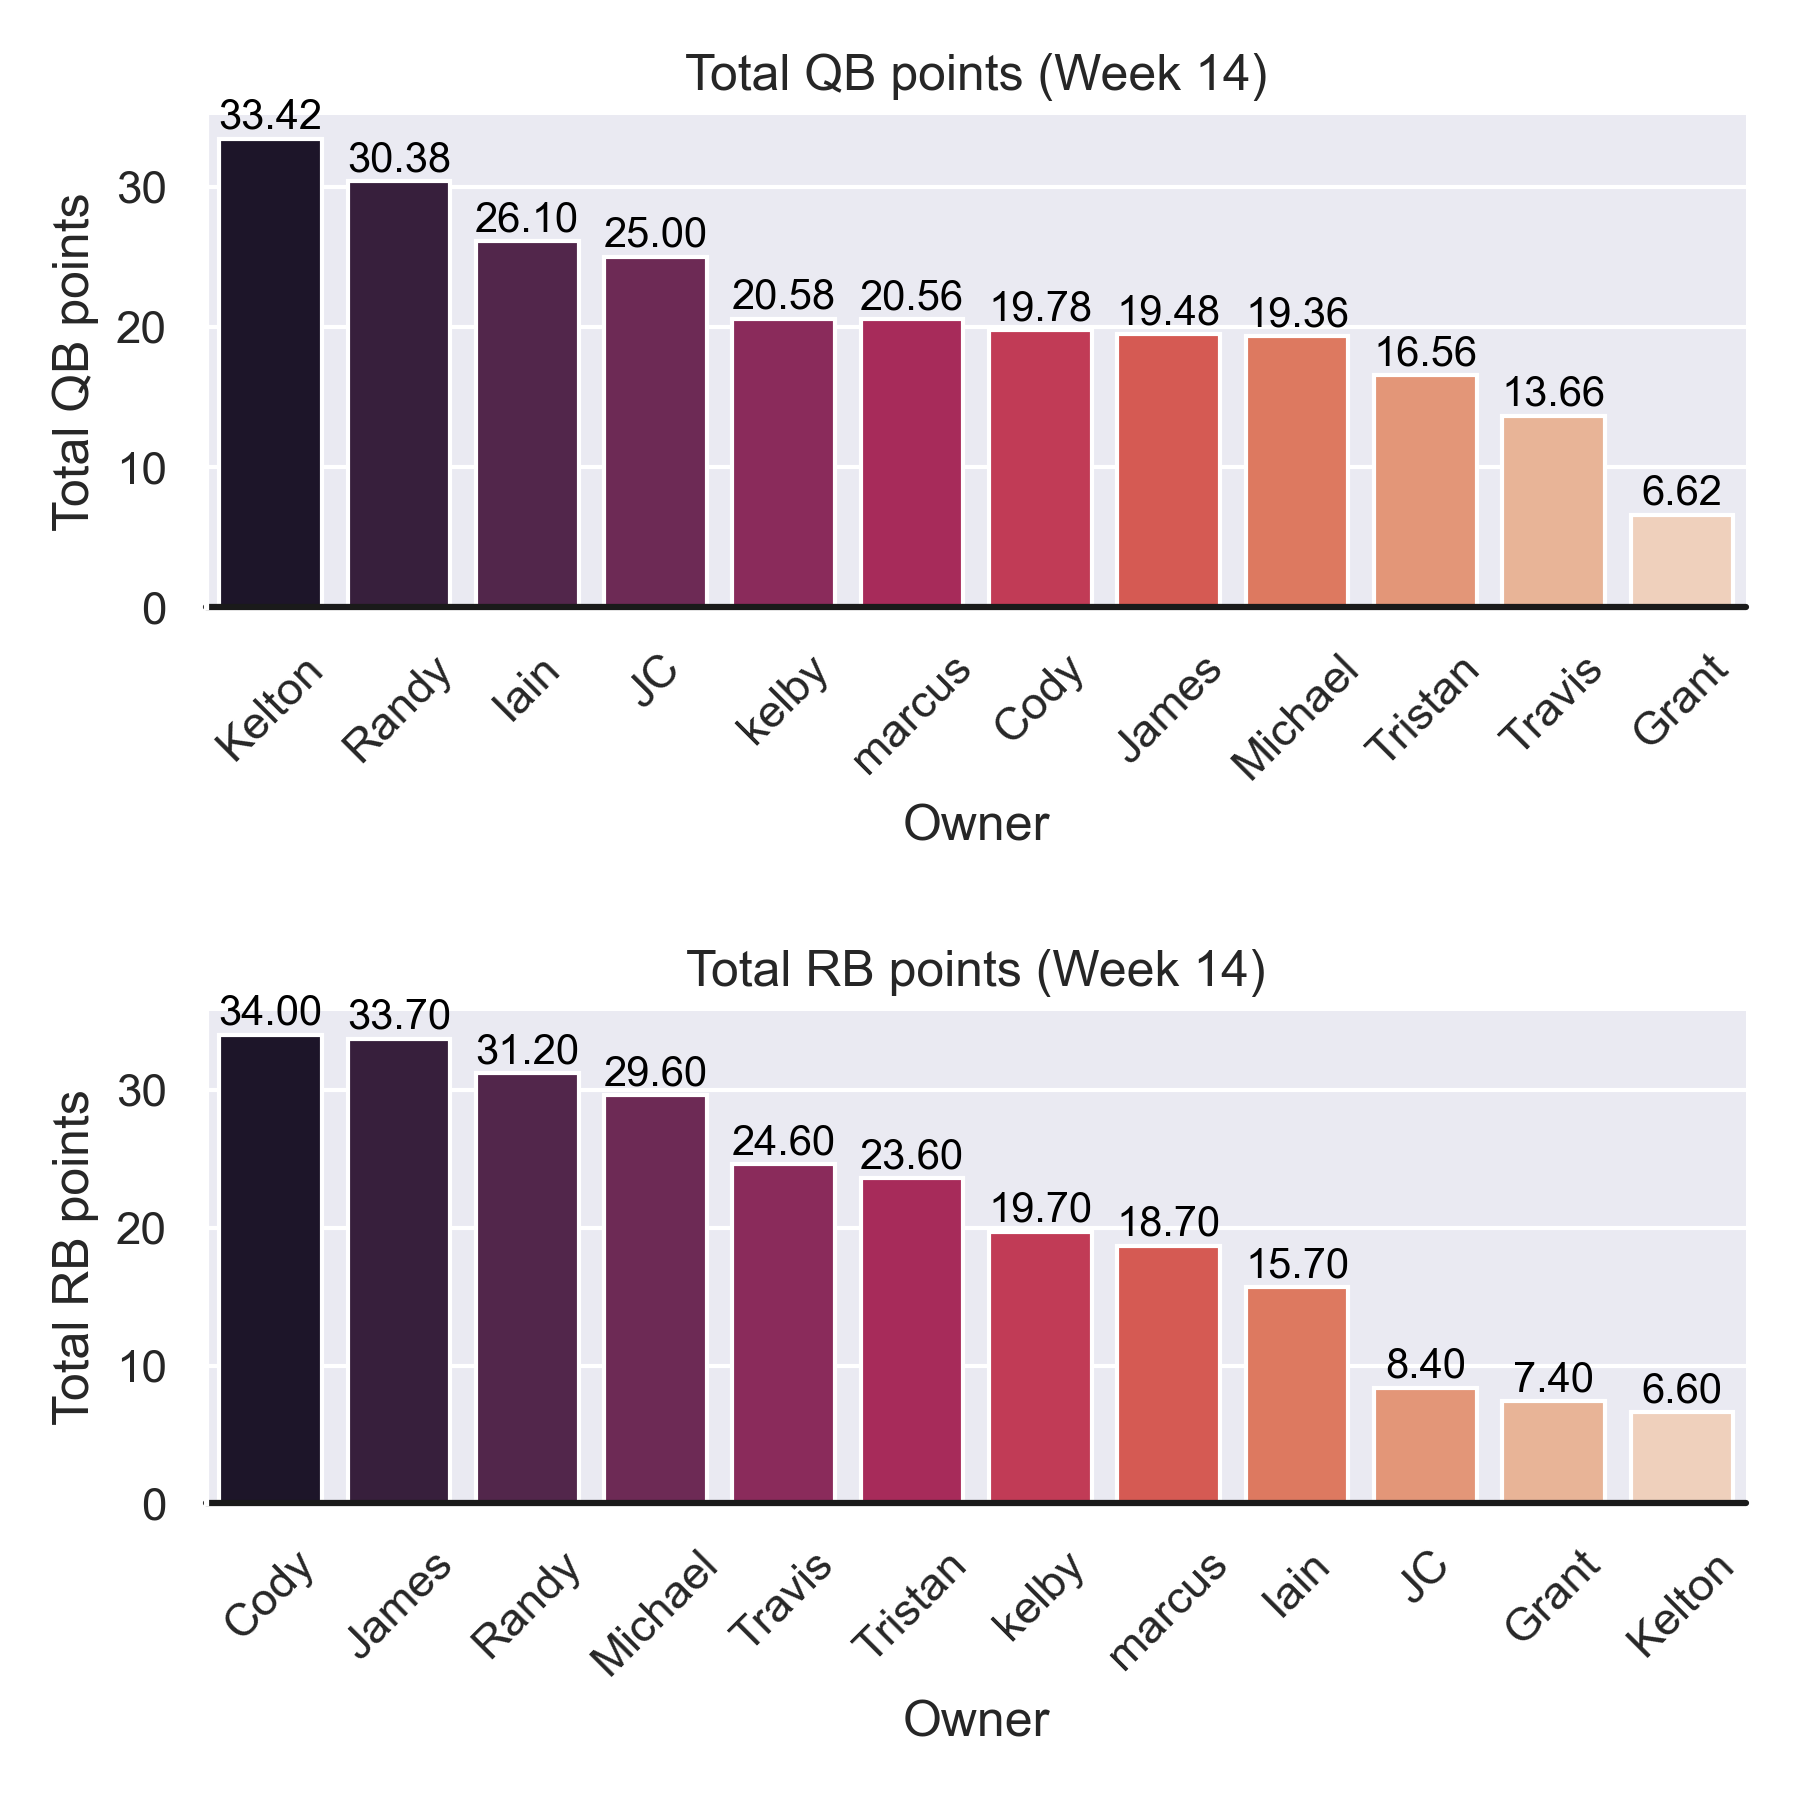 Total QB points (Week 14)
33.42
30.38
26.10
25.00
20.58
20.56
19.78
19.48
19.36
16.56
13.66
6.62
30
20
10
0
Total QB points
Kelton
Randy
Iain
JC
kelby
marcus
Cody
James
Michael
Tristan
Travis
Grant
Owner
Total RB points (Week 14)
34.00
33.70
31.20
29.60
24.60
23.60
19.70
18.70
15.70
8.40
7.40
6.60
30
20
10
0
Total RB points
Cody
James
Randy
Michael
Travis
Tristan
kelby
marcus
Iain
JC
Grant
Kelton
Owner